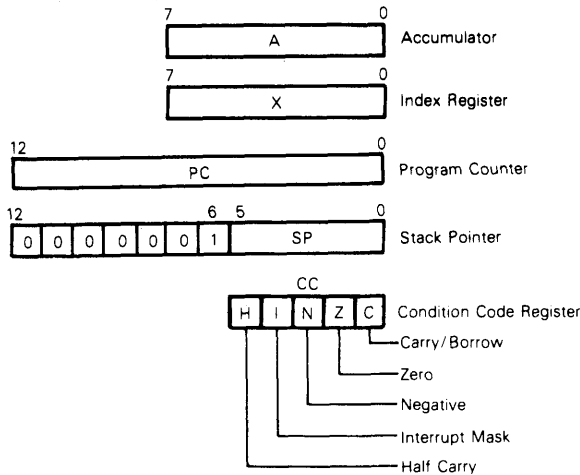 7 0
A Accumulator
7 0
X Index Register
12 0
PC Program Counter
12 6 5 0
0 0 0 0 0 0 1 SP Stack Pointer
CC
H I N Z C Condition Code Register
Carry/Borrow
Zero
Negative
Interrupt Mask
Half Carry